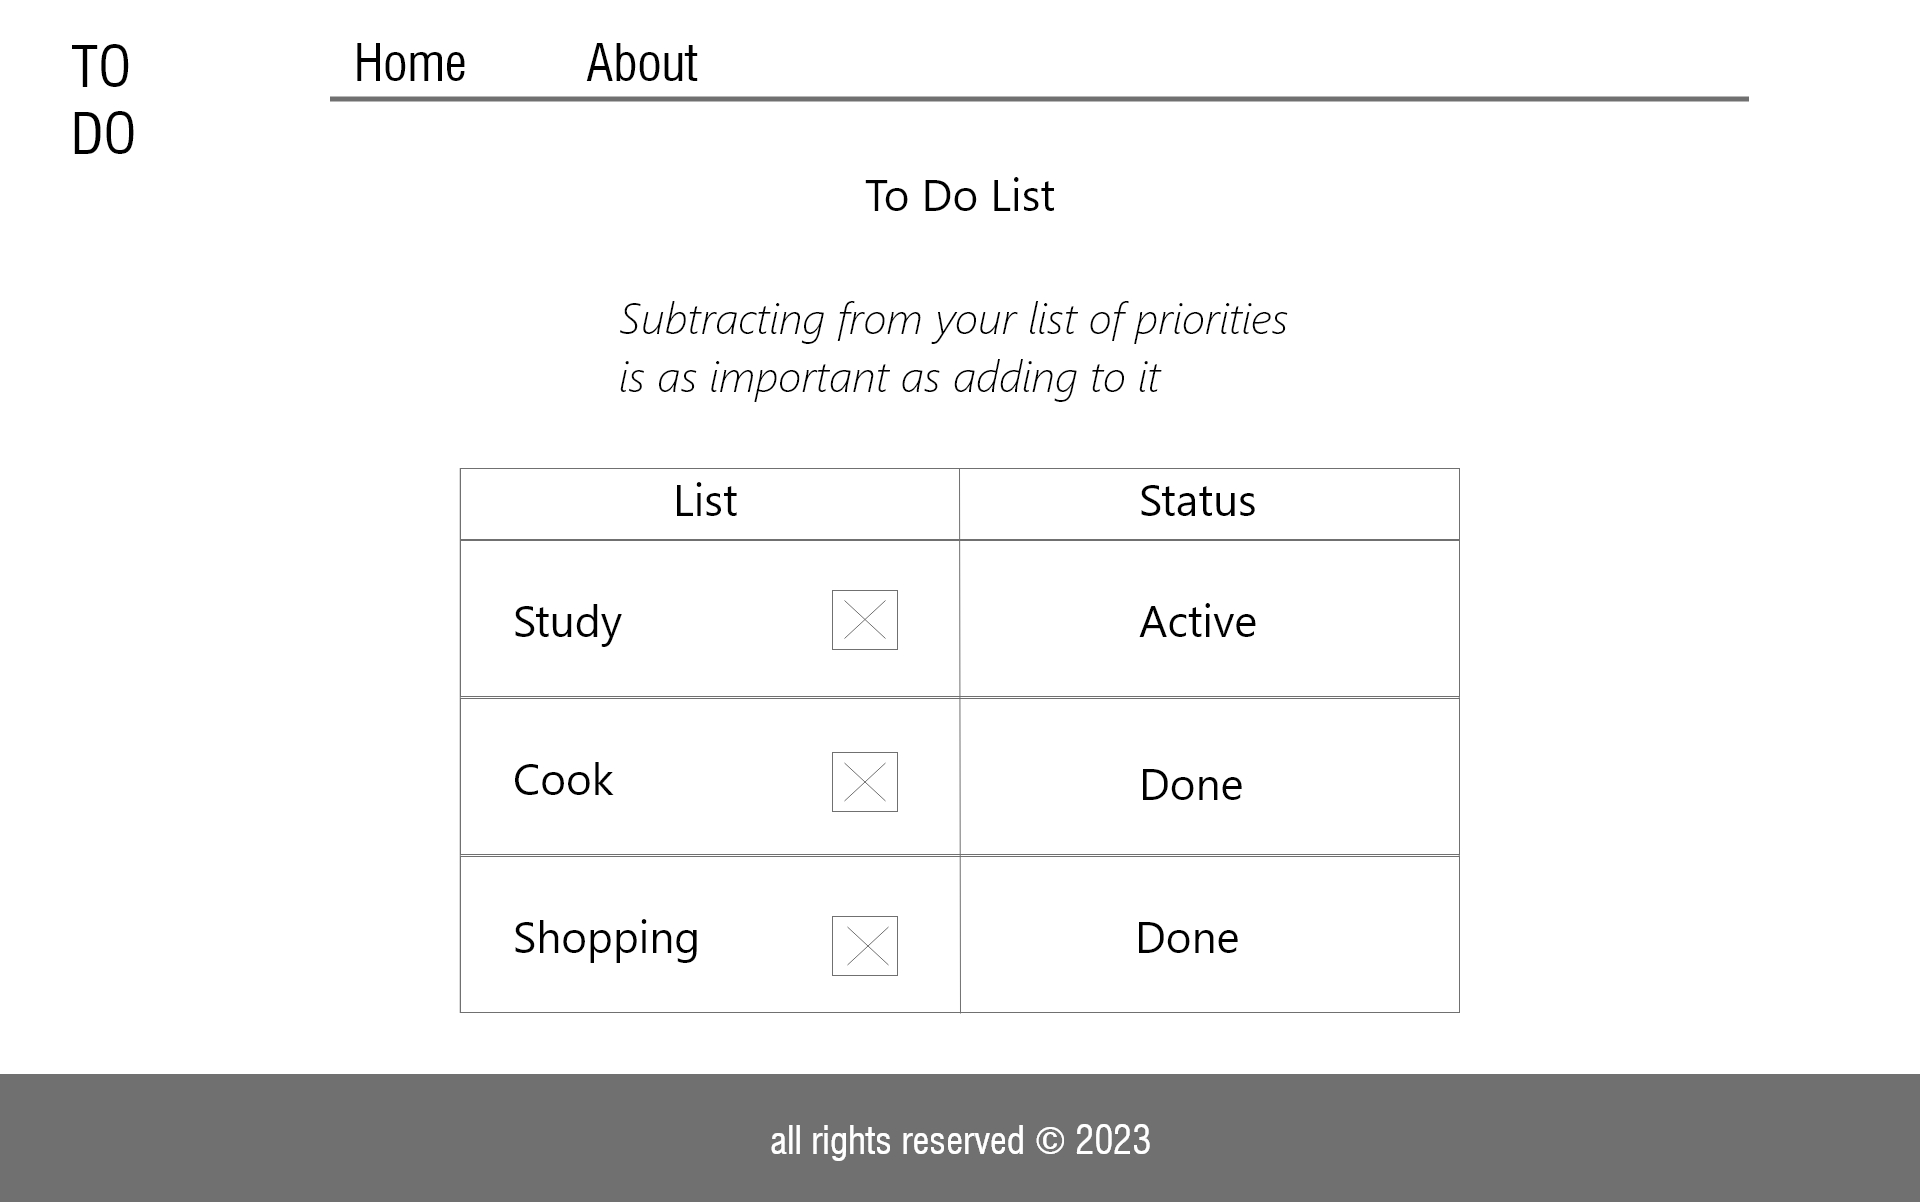 TO
DO
Home About
To Do List
Subtracting from your list of priorities
is as important as adding to it
List Status
Study Active
Cook Done
Shopping Done
all rights reserved © 2023